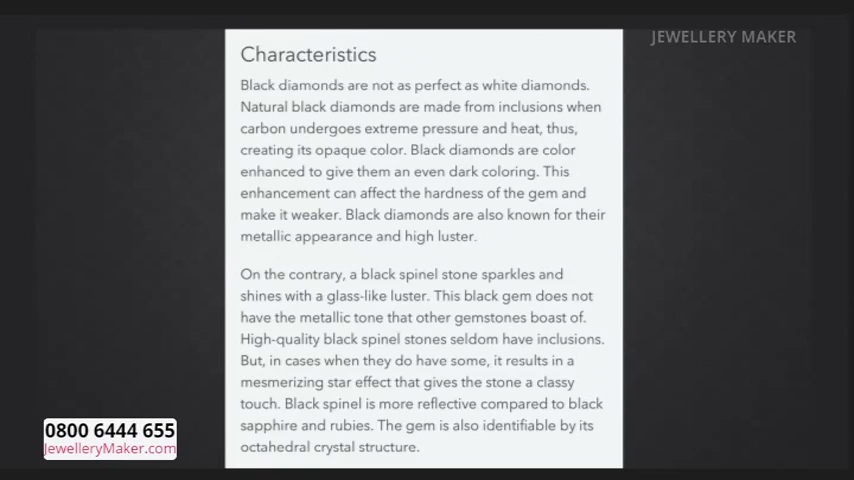 JEWELLERY MAKER
Characteristics
Black diamonds are not as perfect as white diamonds.
Natural black diamonds are made from inclusions when
carbon undergoes extreme pressure and heat, thus,
creating its opaque color. Black diamonds are color
enhanced to give them an even dark coloring. This
enhancement can affect the hardness of the gem and
make it weaker. Black diamonds are also known for their
metallic appearance and high luster.
On the contrary, a black spinel stone sparkles and
shines with a glass-like luster. This black gem does not
have the metallic tone that other gemstones boast of.
High-quality black spinel stones seldom have inclusions.
But, in cases when they do have some, it results in a
mesmerizing star effect that gives the stone a classy
touch. Black spinel is more reflective compared to black
sapphire and rubies. The gem is also identifiable by its
octahedral crystal structure.
0800 6444 655
JewelleryMaker.com